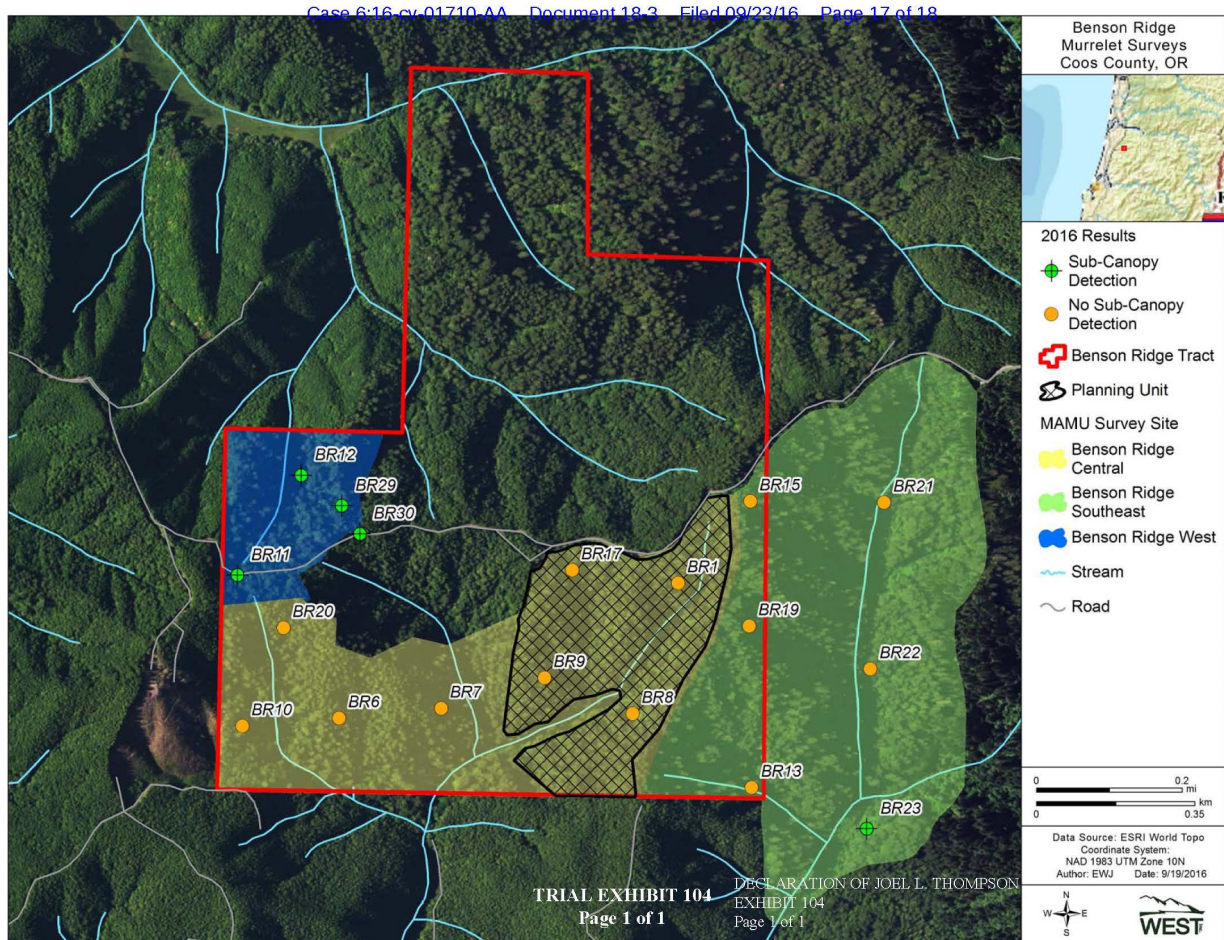 Case 6:16-cv-01710-AA Document 18-3 Filed 09/23/16 Page 17 of 18
Benson Ridge
Murrelet Surveys
Coos County, OR
2016 Results
Sub-Canopy
Detection
No Sub-Canopy
Detection
Benson Ridge Tract
Planning Unit
MAMU Survey Site
Benson Ridge
Central
Benson Ridge
Southeast
Benson Ridge West
Stream
Road
BR12
BR29
BR30
BR11
BR20
BR10
BR6
BR7
BR17
BR1
BR9
BR8
BR15
BR21
BR19
BR22
BR13
BR23
0 0.2
mi
km
0 0.35
Data Source: ESRI World Topo
Coordinate System:
NAD 1983 UTM Zone 10N
Author: EWJ Date: 9/19/2016
N
W E
S
WEST
TRIAL EXHIBIT 104
Page 1 of 1
DECLARATION OF JOEL L. THOMPSON
EXHIBIT 104
Page 1 of 1